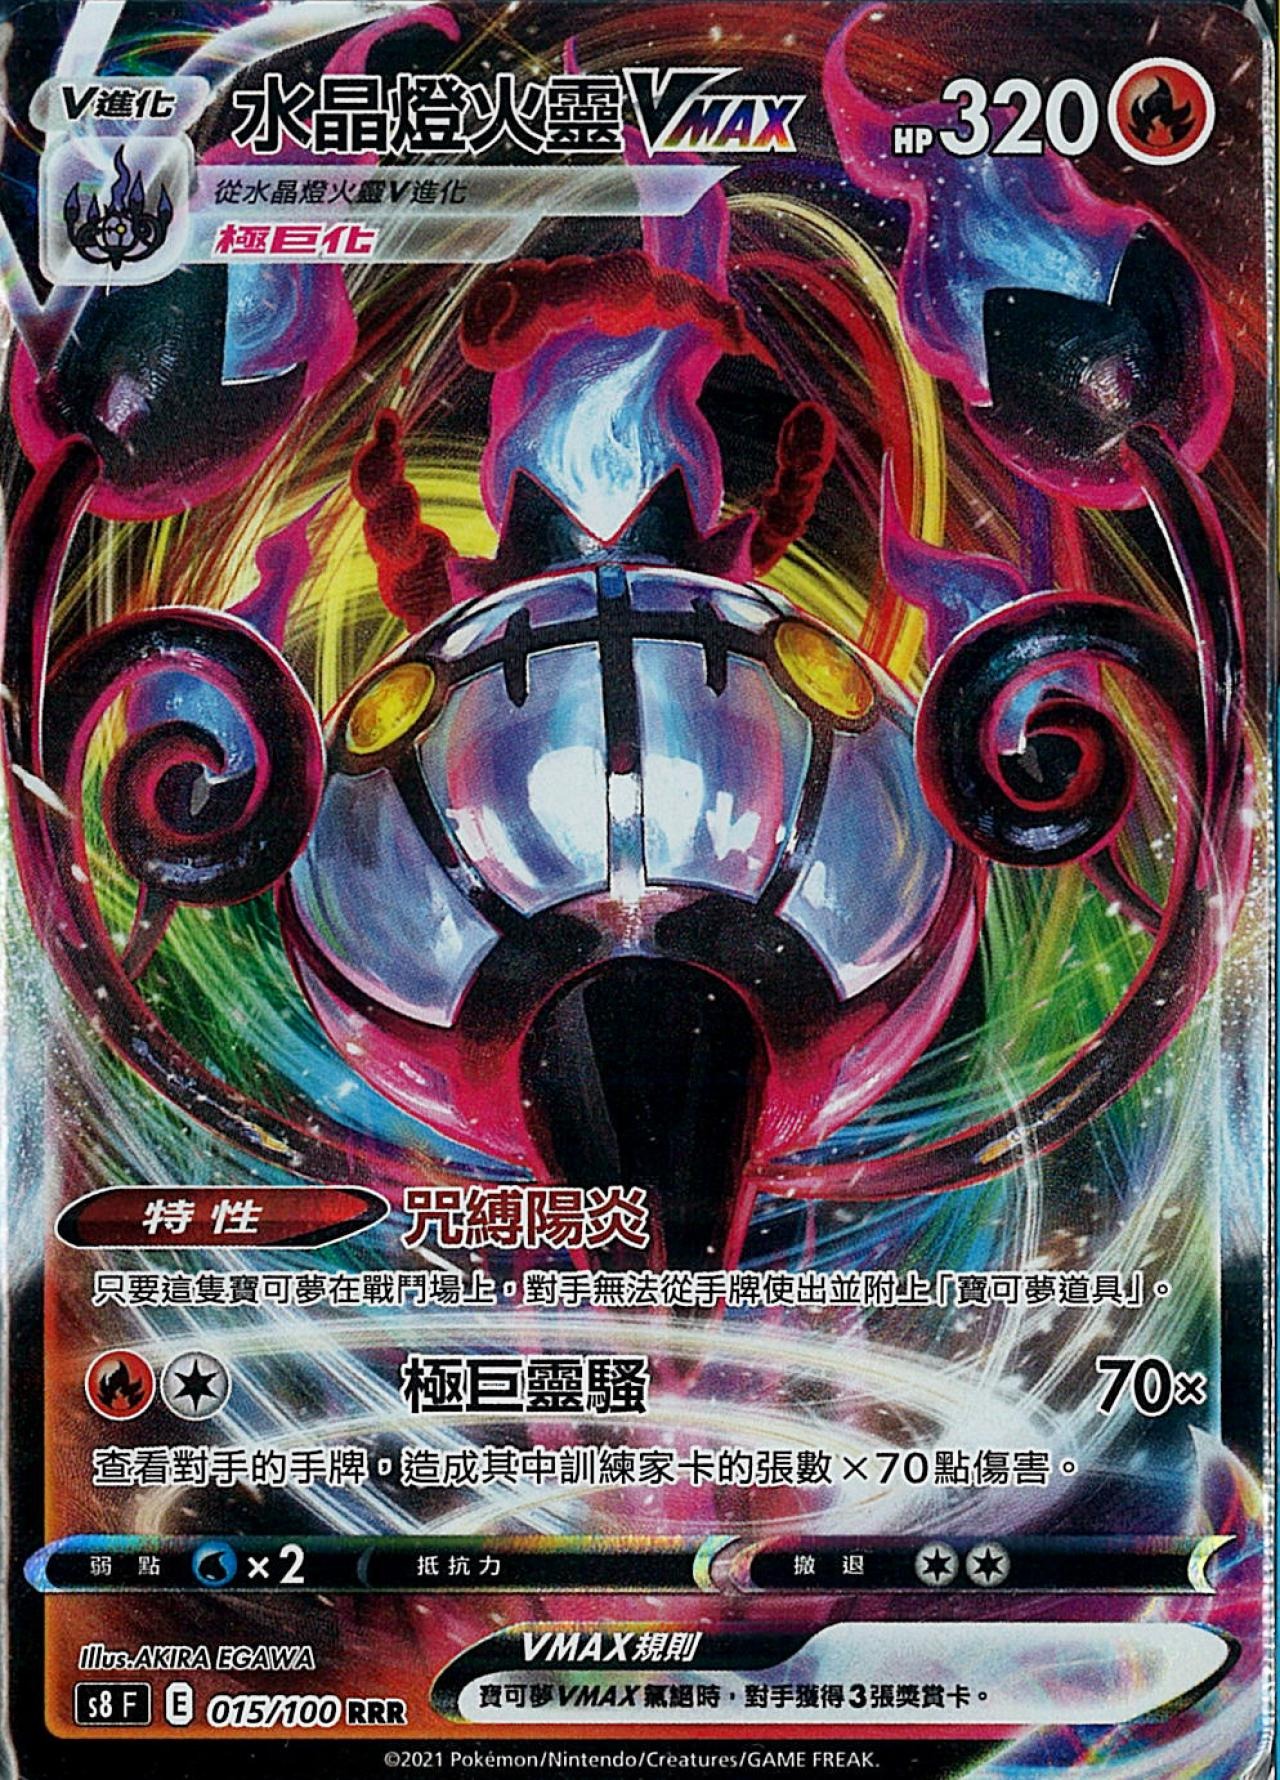 V進化
水晶燈火靈VMAX
HP 320
從水晶燈火靈V進化
極巨化
特性 咒縛陽炎
只要這隻寶可夢在戰鬥場上，對手無法從手牌使出並附上「寶可夢道具」。
極巨靈騷 70×
查看對手的手牌，造成其中訓練家卡的張數×70點傷害。
弱點 ×2 抵抗力 撤退
Illus. AKIRA EGAWA
VMAX規則
寶可夢VMAX氣絕時，對手獲得3張獎賞卡。
s8 F E 015/100 RRR
©2021 Pokémon/Nintendo/Creatures/GAME FREAK.